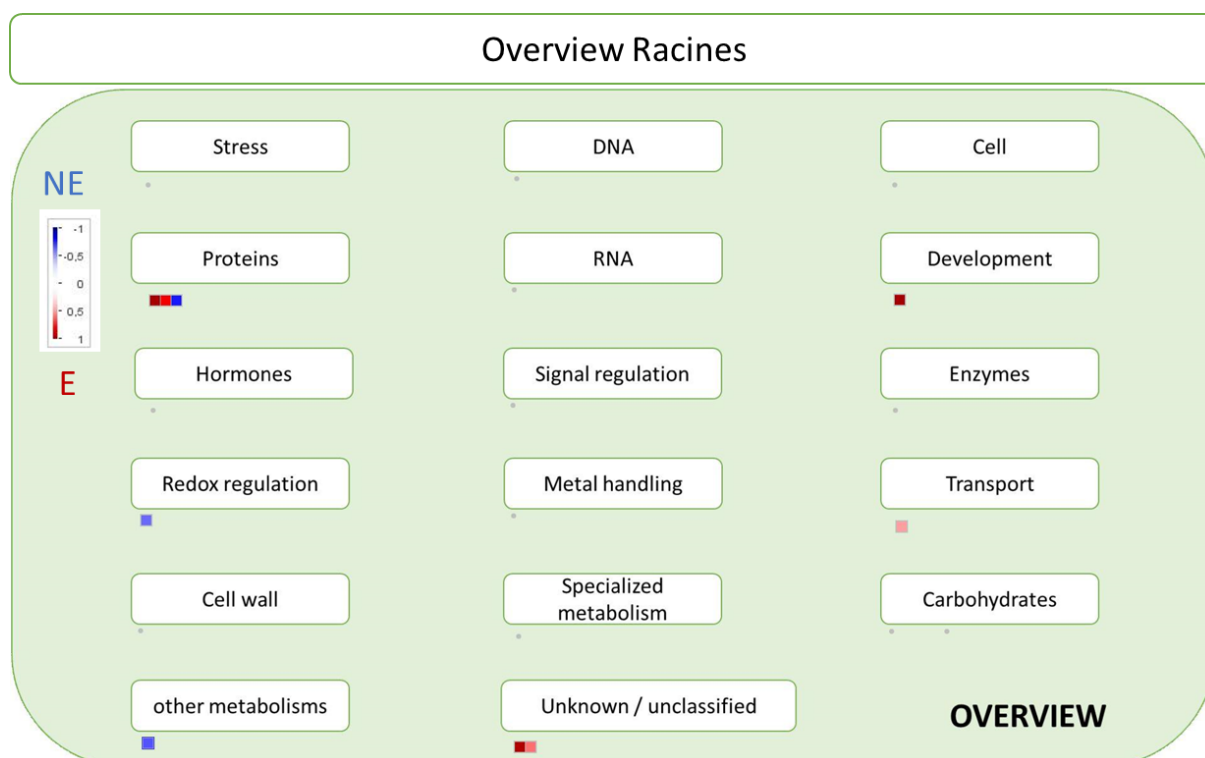 Overview Racines
Stress
DNA
Cell
NE
-1
-0,5
0
0,5
1
E
Proteins
RNA
Development
Hormones
Signal regulation
Enzymes
Redox regulation
Metal handling
Transport
Cell wall
Specialized
metabolism
Carbohydrates
other metabolisms
Unknown / unclassified
OVERVIEW